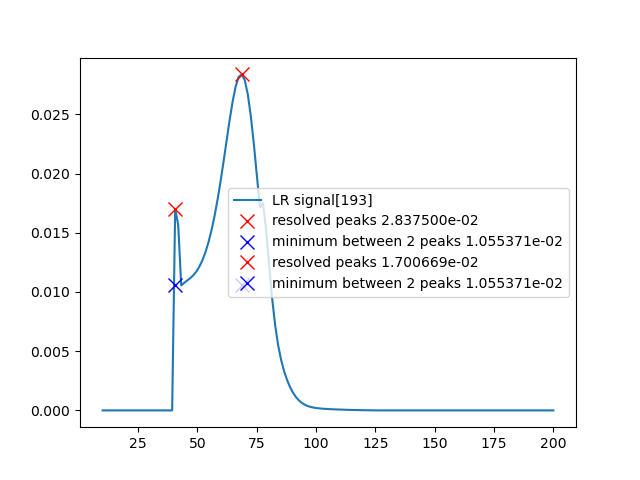 0.025
0.020
0.015
0.010
0.005
0.000
LR signal[193]
resolved peaks 2.837500e-02
minimum between 2 peaks 1.055371e-02
resolved peaks 1.700669e-02
minimum between 2 peaks 1.055371e-02
25 50 75 100 125 150 175 200